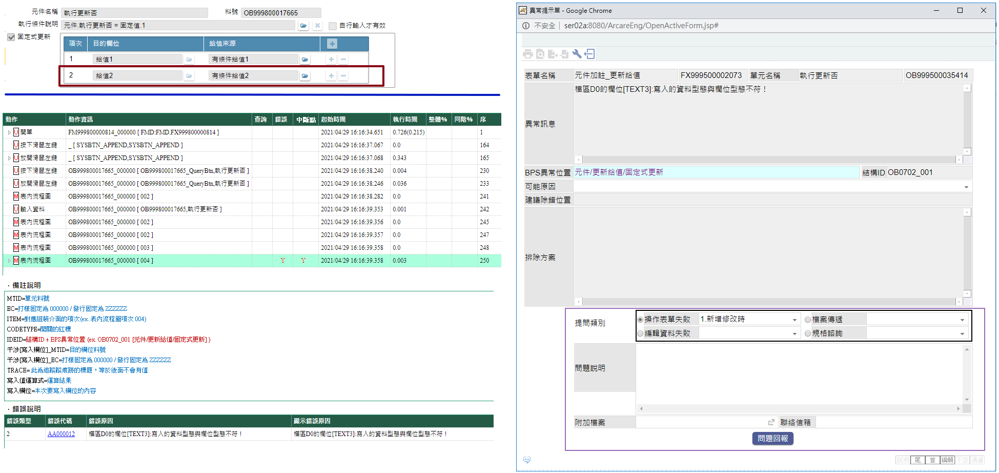 元件名稱 執行更新否 料號 OB999800017665
執行條件說明 元件.執行更新否 = 固定值.1 自行輸入才有效
固定式更新
項次 目的欄位 給值來源
1 給值1 有條件給值1
2 給值2 有條件給值2
動作 動作資訊 查詢 錯誤 中斷點 起始時間 執行時間 整體% 同階% 序
U 開單 FM999800000814_000000 [ FMD:FMD.FX999800000814 ] 2021/04/29 16:16:34.651 0.726(0.215) 1
U 按下滑鼠左鍵 _ [ SYSBTN_APPEND,SYSBTN_APPEND ] 2021/04/29 16:16:37.067 0.0 164
U 放開滑鼠左鍵 _ [ SYSBTN_APPEND,SYSBTN_APPEND ] 2021/04/29 16:16:37.068 0.343 165
U 按下滑鼠左鍵 OB999800017665_000000 [ OB999800017665_QueryBtn,執行更新否 ] 2021/04/29 16:16:38.240 0.004 230
U 放開滑鼠左鍵 OB999800017665_000000 [ OB999800017665_QueryBtn,執行更新否 ] 2021/04/29 16:16:38.246 0.036 233
M 表內流程圖 OB999800017665_000000 [ 002 ] 2021/04/29 16:16:38.282 0.0 241
U 輸入資料 OB999800017665_000000 [ OB999800017665,執行更新否 ] 2021/04/29 16:16:39.353 0.001 242
M 表內流程圖 OB999800017665_000000 [ 002 ] 2021/04/29 16:16:39.356 0.0 245
M 表內流程圖 OB999800017665_000000 [ 002 ] 2021/04/29 16:16:39.357 0.0 247
M 表內流程圖 OB999800017665_000000 [ 003 ] 2021/04/29 16:16:39.358 0.0 248
M 表內流程圖 OB999800017665_000000 [ 004 ] Y Y 2021/04/29 16:16:39.358 0.003 250
・備註說明
MTID=單元料號
EC=打樣固定為 000000 / 發行固定為 ZZZZZZ
ITEM=對應組裝介面的項次(ex. 表內流程圖項次 004)
CODETYPE=開關的紅標
IDEID=結構ID + BPS異常位置 (ex. OB0702_001 [元件/更新給值/固定式更新] )
干涉[寫入欄位]_MTID=目的欄位料號
干涉[寫入欄位]_EC=打樣固定為 000000 / 發行固定為 ZZZZZZ
TRACE= 此為追蹤蹤痕跡的標題，等於後面不會有值
寫入值運算式=運算結果
寫入欄位=本次要寫入欄位的內容
・錯誤說明
錯誤類型 錯誤代碼 錯誤原因 顯示錯誤原因
2 AA000012 檔區D0的欄位[TEXT3]:寫入的資料型態與欄位型態不符！ 檔區D0的欄位[TEXT3]:寫入的資料型態與欄位型態不符！
異常提示單 - Google Chrome
不安全 ser02a:8080/ArcareEng/OpenActiveForm.jsp#
表單名稱 元件加註_更新給值 FX999500002073 單元名稱 執行更新否 OB999500035414
異常訊息 檔區D0的欄位[TEXT3]:寫入的資料型態與欄位型態不符！
BPS異常位置 元件/更新給值/固定式更新 結構ID OB0702_001
可能原因
建議除錯位置
排除方案
提問類別 操作表單失敗 1.新增修改時 檔案傳遞
編輯資料失敗 規格諮詢
問題說明
附加檔案 聯絡信箱
問題回報
說明 尾 首 編輯 不空 過濾